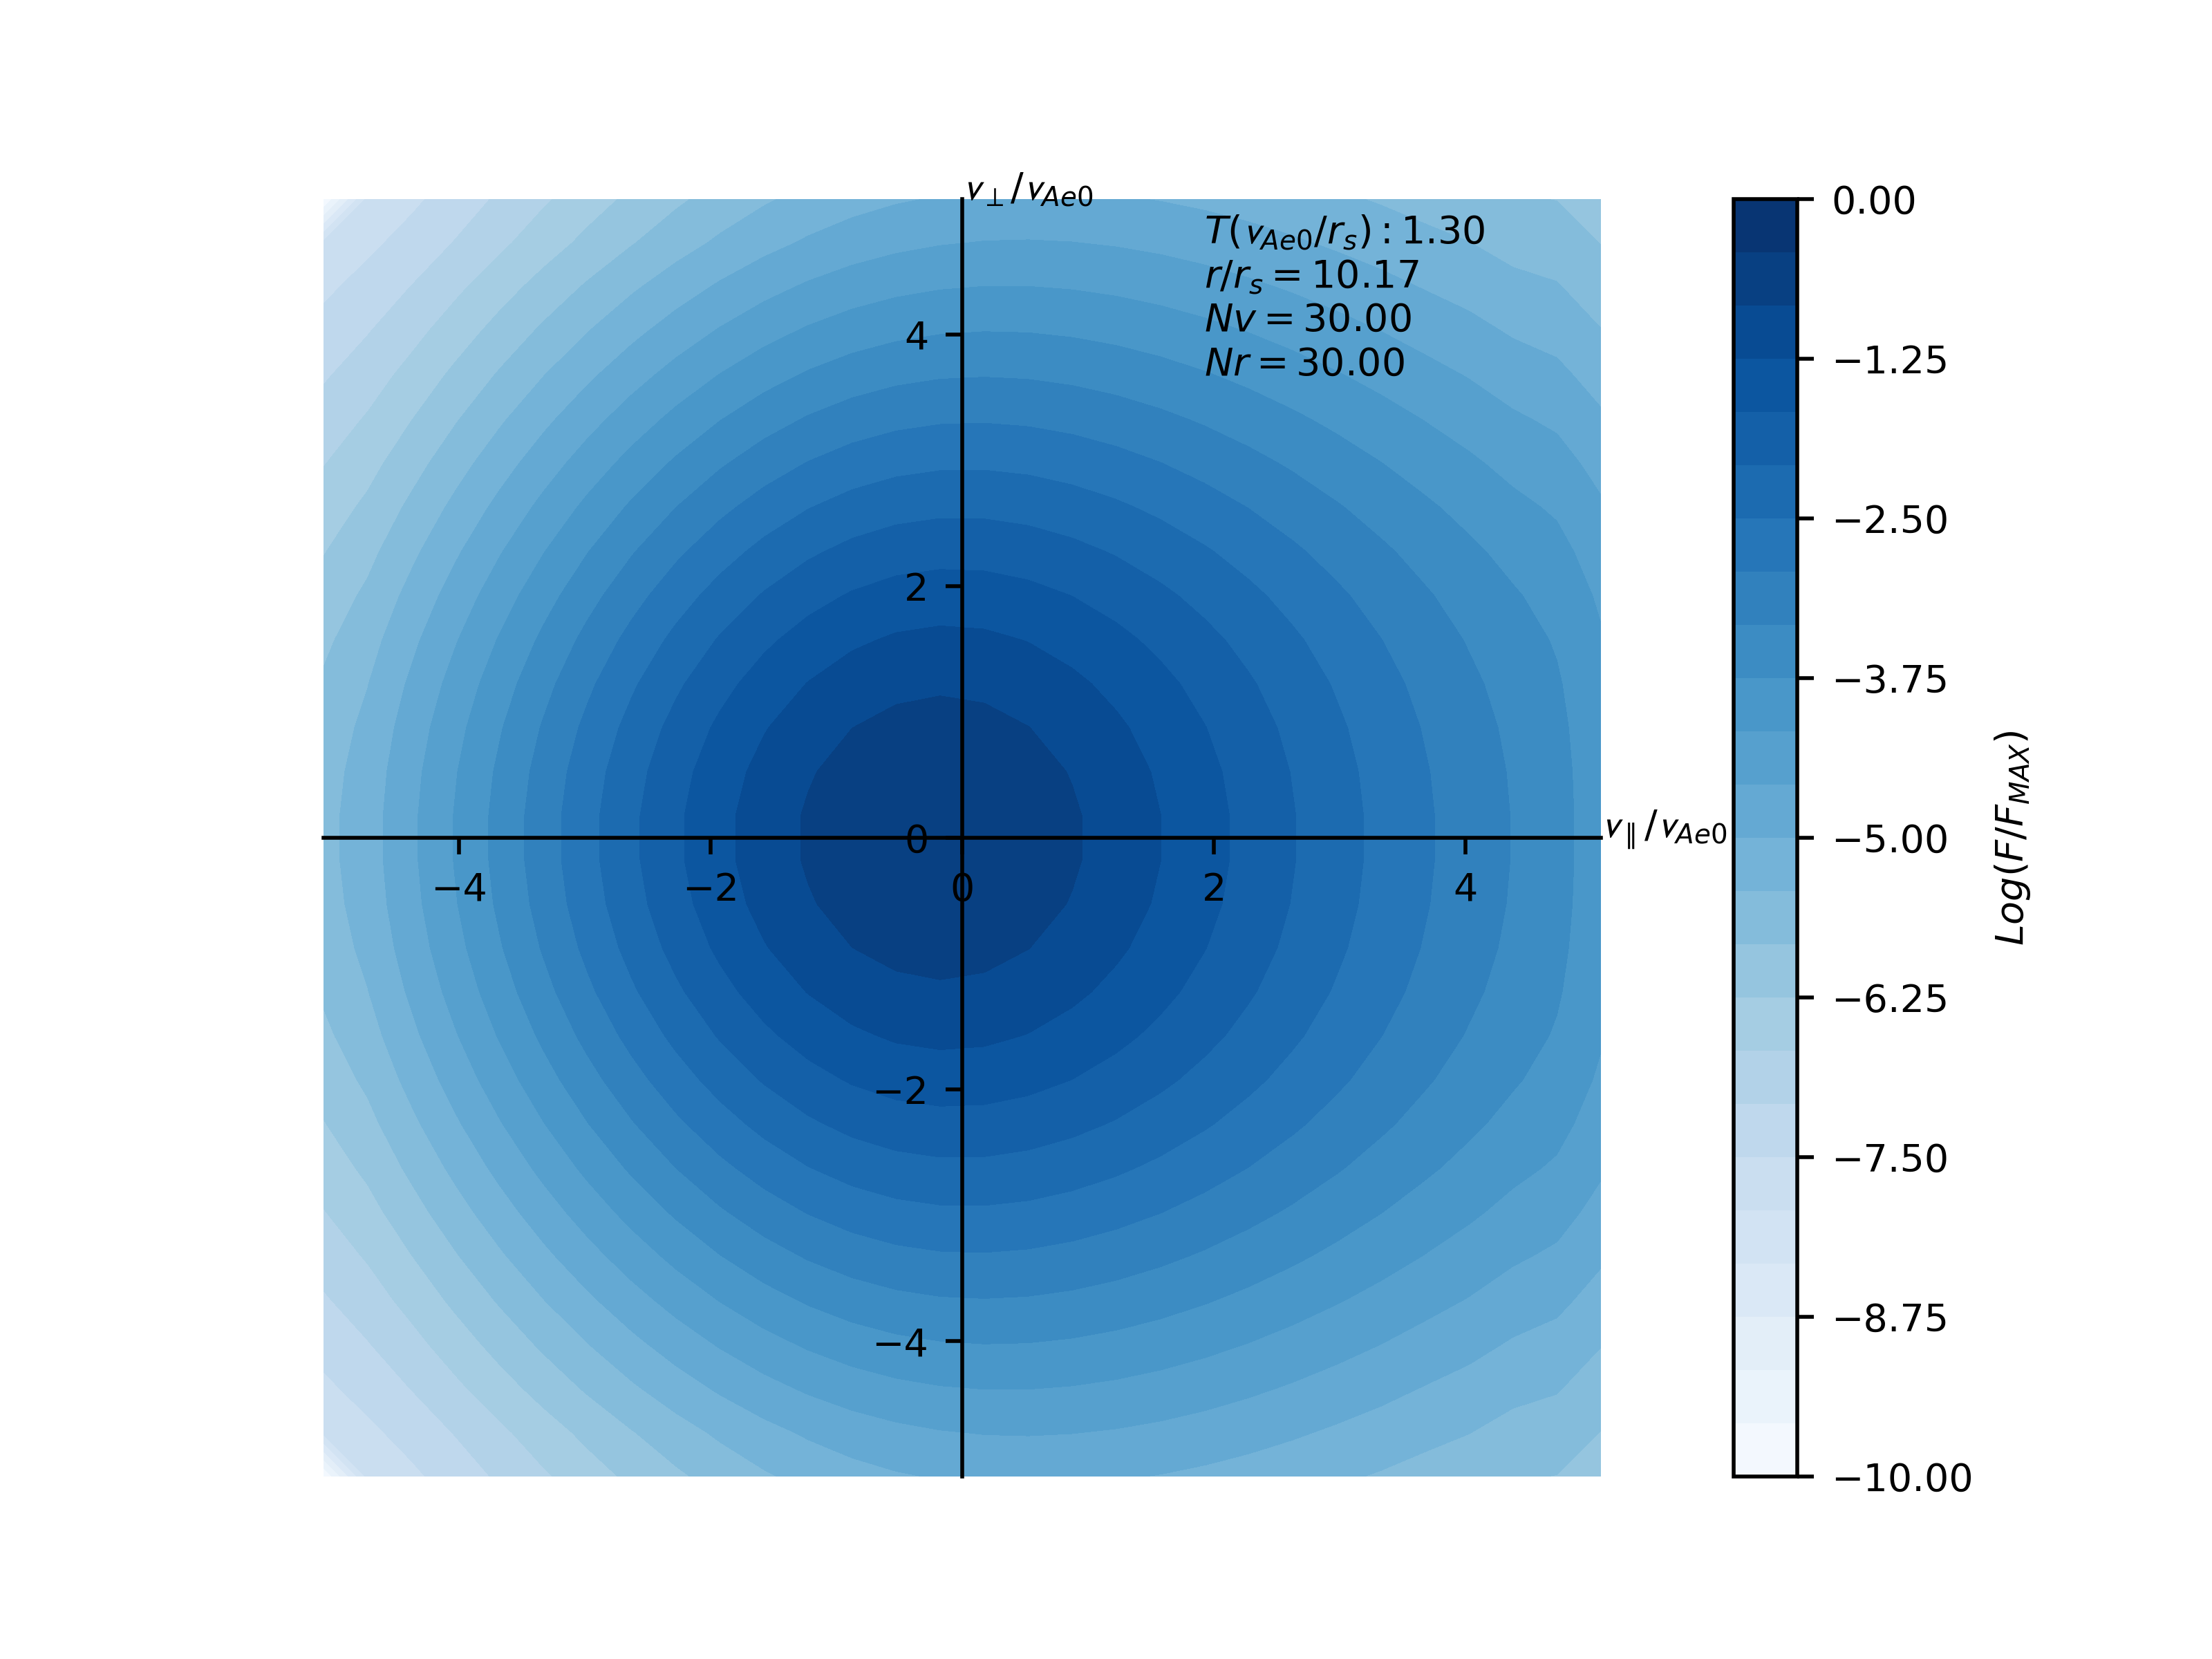 v⊥/vAe0
T(vAe0/rs) : 1.30
r/rs = 10.17
Nv = 30.00
Nr = 30.00
4
2
0
−2
−4
−4
−2
0
2
4
v∥/vAe0
0.00
−1.25
−2.50
−3.75
−5.00
−6.25
−7.50
−8.75
−10.00
Log(F/FMAX)